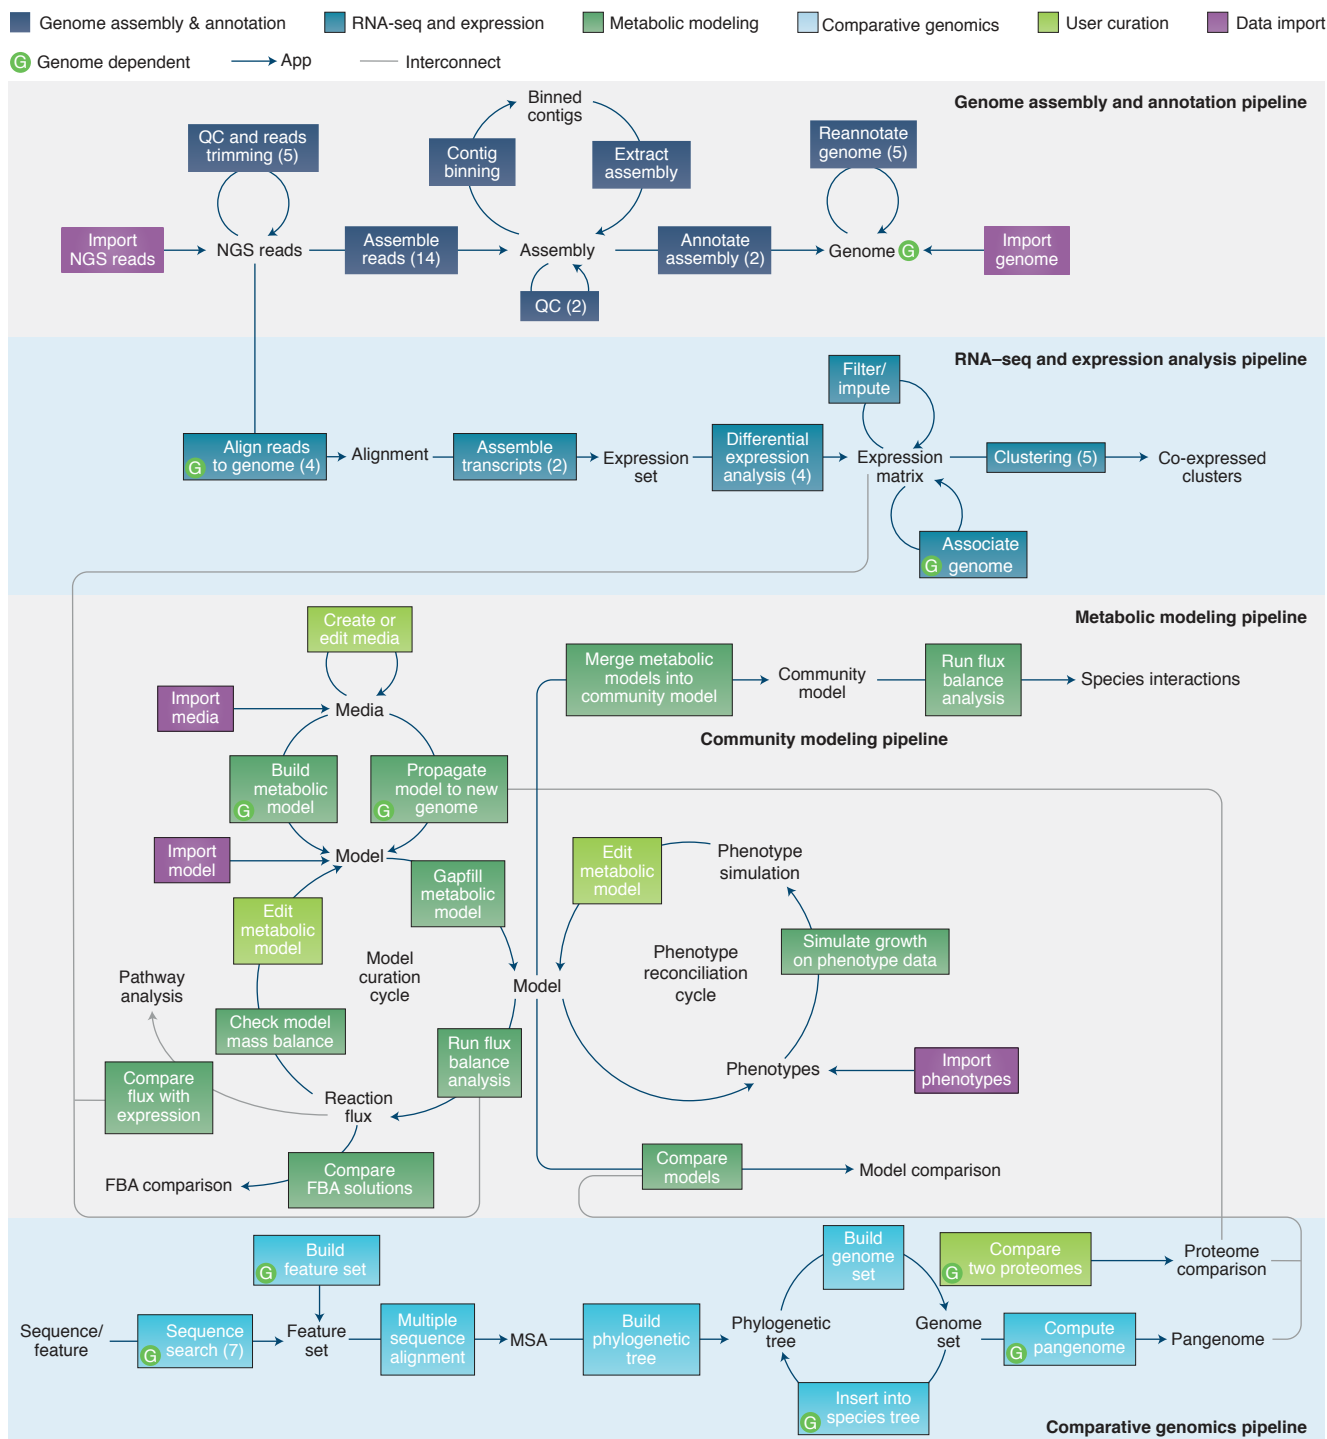 Genome assembly & annotation
RNA-seq and expression
Metabolic modeling
Comparative genomics
User curation
Data import
G Genome dependent
App
Interconnect
Genome assembly and annotation pipeline
Binned
contigs
QC and reads
trimming (5)
Contig
binning
Extract
assembly
Reannotate
genome (5)
Import
NGS reads
NGS reads
Assemble
reads (14)
Assembly
Annotate
assembly (2)
Genome G
Import
genome
QC (2)
RNA–seq and expression analysis pipeline
Filter/
impute
Align reads
G to genome (4)
Alignment
Assemble
transcripts (2)
Expression
set
Differential
expression
analysis (4)
Expression
matrix
Clustering (5)
Co-expressed
clusters
Associate
G genome
Metabolic modeling pipeline
Create or
edit media
Import
media
Media
Merge metabolic
models into
community model
Community
model
Run flux
balance
analysis
Species interactions
Community modeling pipeline
Build
metabolic
G model
Propagate
model to new
G genome
Import
model
Model
Gapfill
metabolic
model
Edit
metabolic
model
Phenotype
simulation
Edit
metabolic
model
Model
curation
cycle
Phenotype
reconciliation
cycle
Simulate growth
on phenotype data
Pathway
analysis
Model
Check model
mass balance
Run flux
balance
analysis
Phenotypes
Import
phenotypes
Compare
flux with
expression
Reaction
flux
Compare
models
Model comparison
FBA comparison
Compare
FBA solutions
Build
G feature set
Build
genome
set
Compare
G two proteomes
Proteome
comparison
Sequence/
feature
Sequence
G search (7)
Feature
set
Multiple
sequence
alignment
MSA
Build
phylogenetic
tree
Phylogenetic
tree
Genome
set
Compute
G pangenome
Pangenome
Insert into
G species tree
Comparative genomics pipeline